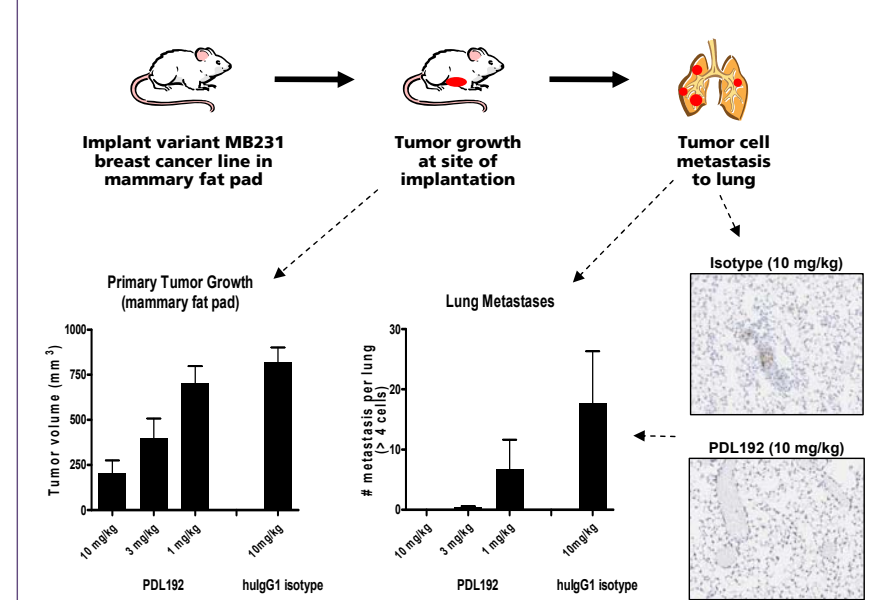 Implant variant MB231
breast cancer line in
mammary fat pad
Tumor growth
at site of
implantation
Tumor cell
metastasis
to lung
Primary Tumor Growth
(mammary fat pad)
Tumor volume (mm 3)
1000
750
500
250
0
10 mg/kg
3 mg/kg
1 mg/kg
10mg/kg
PDL192
huIgG1 isotype
Lung Metastases
# metastasis per lung
(> 4 cells)
30
20
10
0
10 mg/kg
3 mg/kg
1 mg/kg
10mg/kg
PDL192
huIgG1 isotype
Isotype (10 mg/kg)
PDL192 (10 mg/kg)